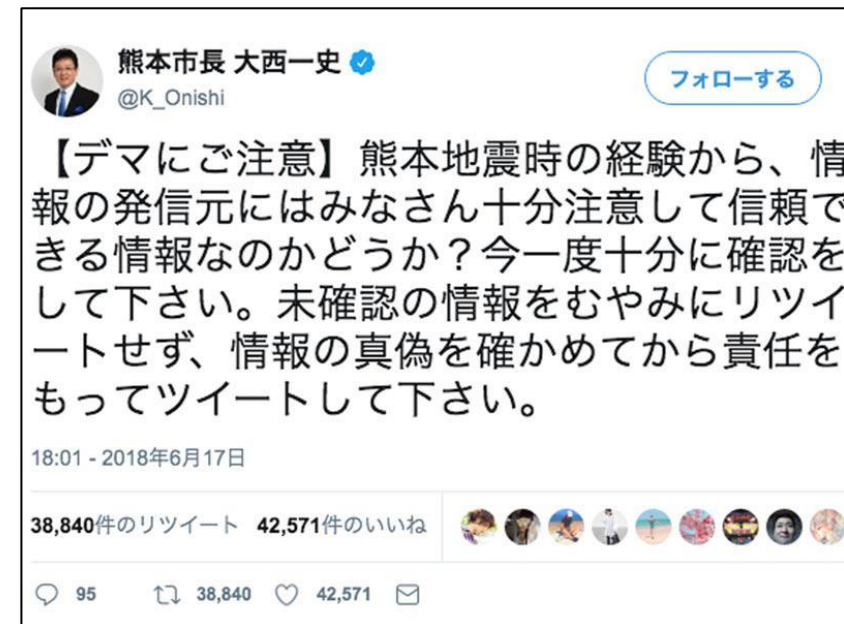 熊本市長 大西一史
@K_Onishi
フォローする
【デマにご注意】熊本地震時の経験から、情
報の発信元にはみなさん十分注意して信頼で
きる情報なのかどうか？今一度十分に確認を
して下さい。未確認の情報をむやみにリツイ
ートせず、情報の真偽を確かめてから責任を
もってツイートして下さい。
18:01 - 2018年6月17日
38,840件のリツイート 42,571件のいいね
95 38,840 42,571